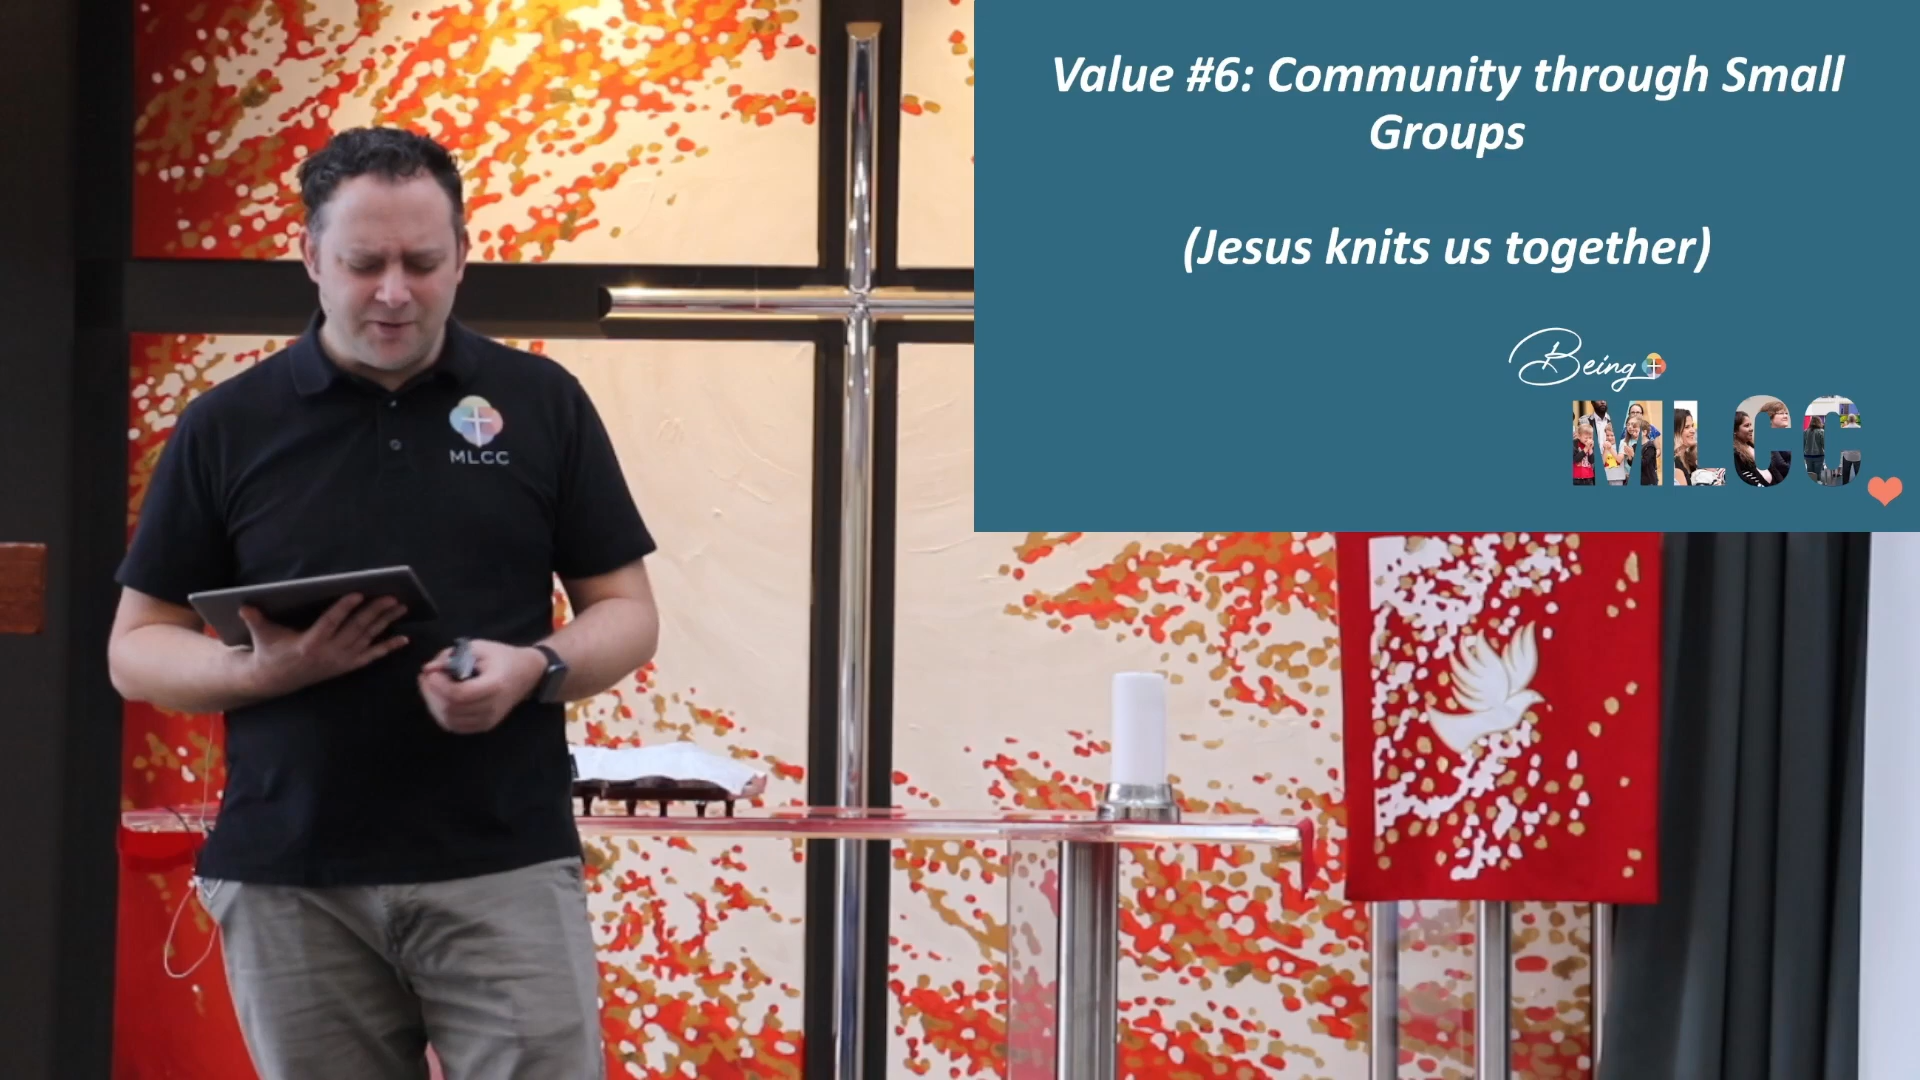 Value #6: Community through Small
Groups
(Jesus knits us together)
Being
MLCC
MLCC